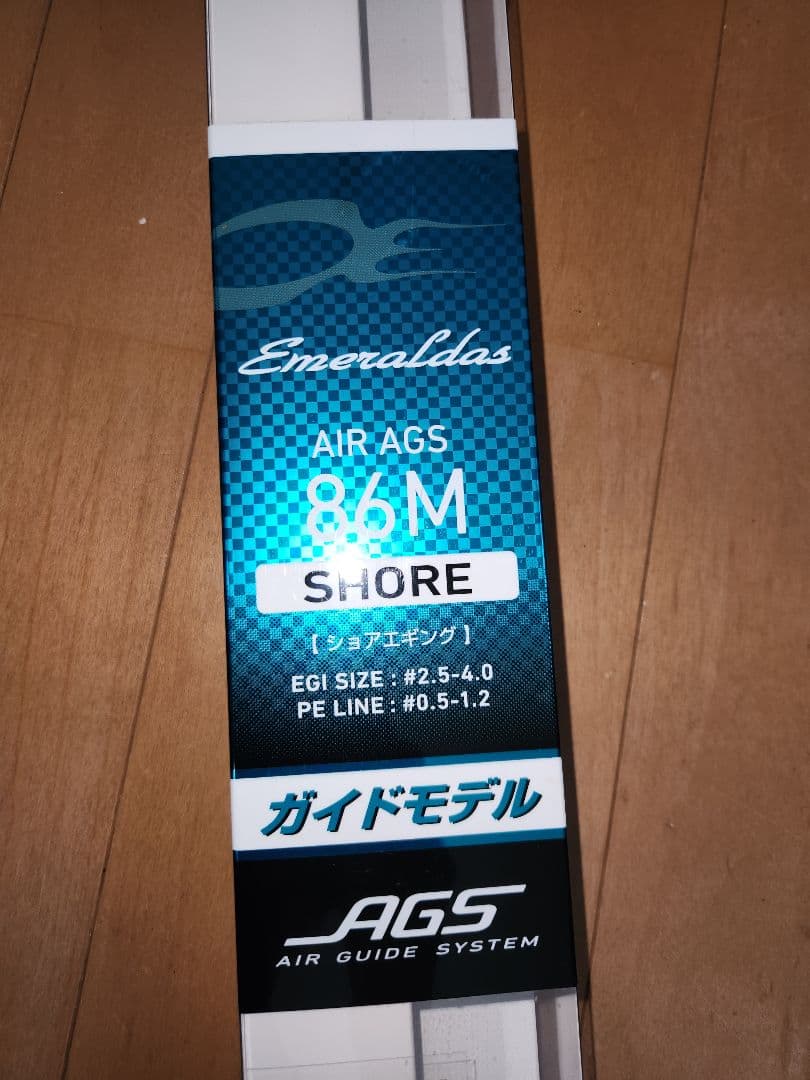 Emeraldas
AIR AGS
86M
SHORE
【ショアエギング】
EGI SIZE : #2.5-4.0
PE LINE : #0.5-1.2
ガイドモデル
AGS
AIR GUIDE SYSTEM